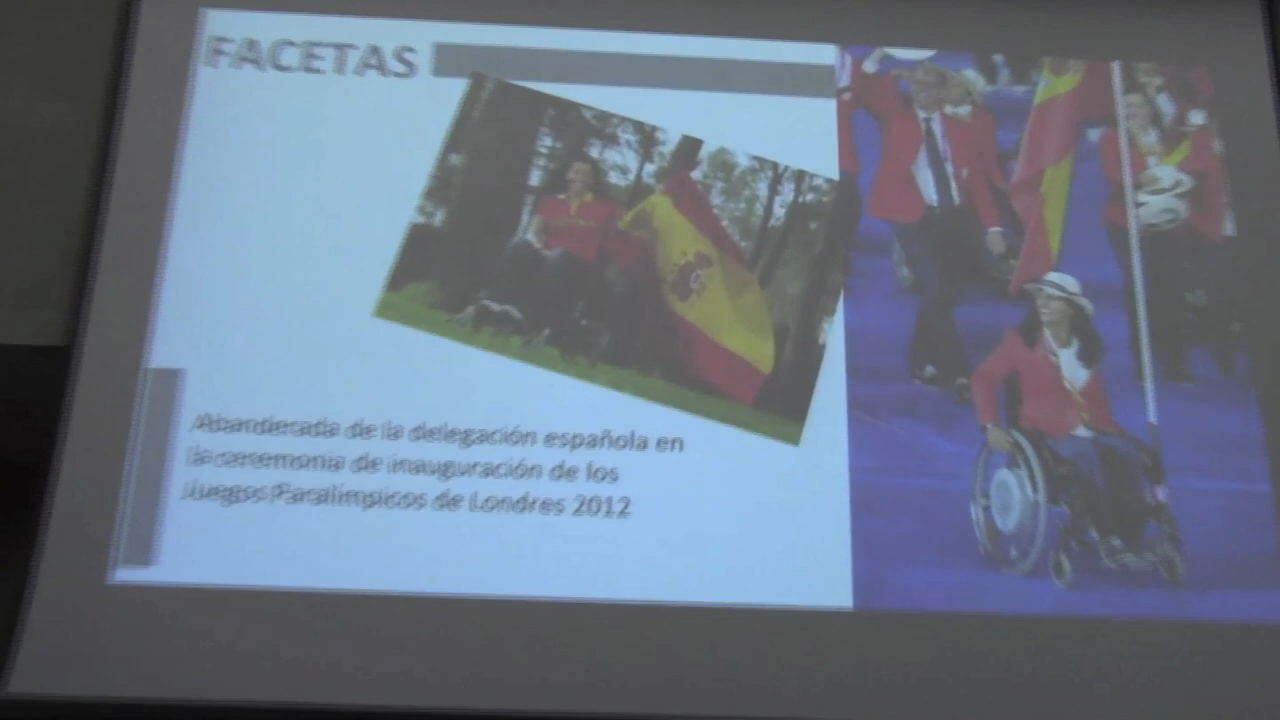 FACETAS
Abanderada de la delegación española en
la ceremonia de inauguración de los
Juegos Paralímpicos de Londres 2012